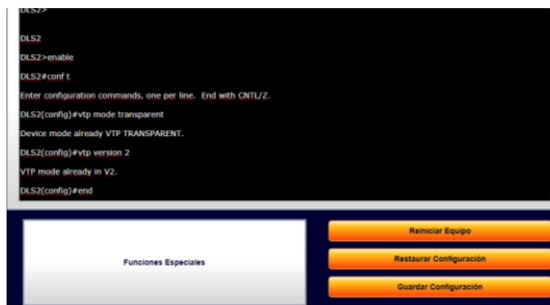 DLS2>
DLS2
DLS2>enable
DLS2#conf t
Enter configuration commands, one per line.  End with CNTL/Z.
DLS2(config)#vtp mode transparent
Device mode already VTP TRANSPARENT.
DLS2(config)#vtp version 2
VTP mode already in V2.
DLS2(config)#end
Funciones Especiales
Reiniciar Equipo
Restaurar Configuración
Guardar Configuración